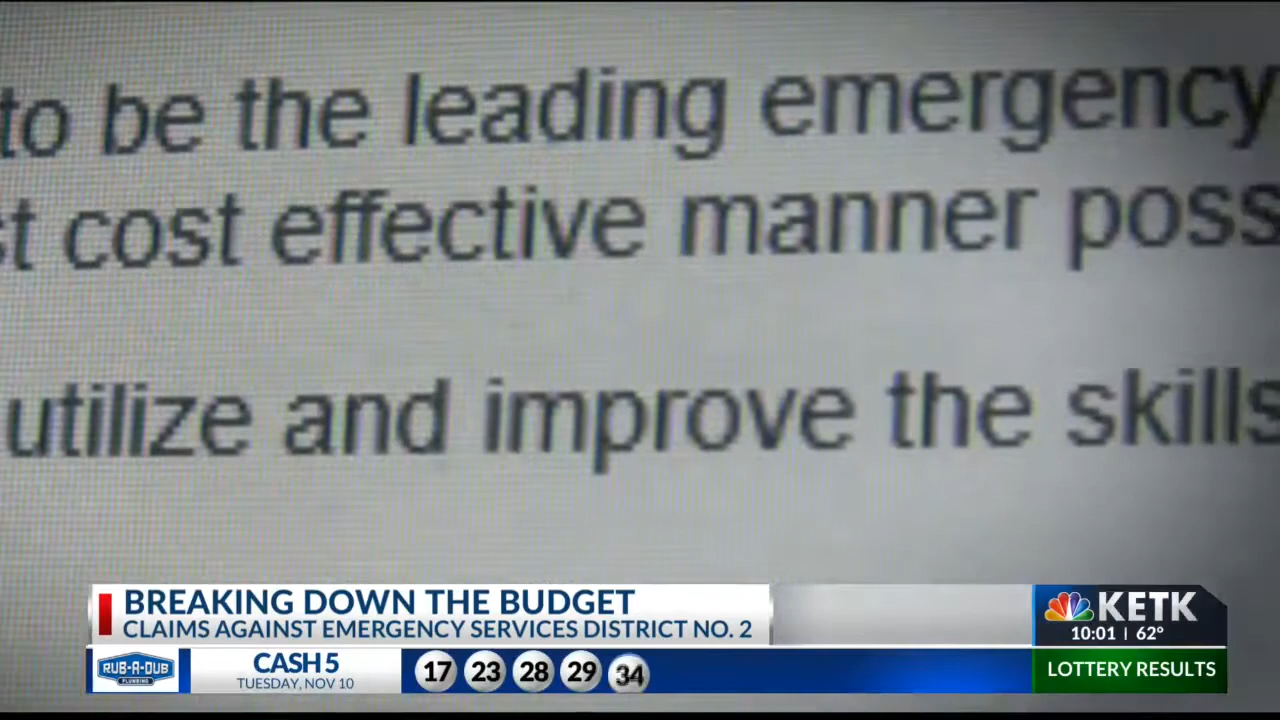 to be the leading emergency
st cost effective manner poss
utilize and improve the skills
BREAKING DOWN THE BUDGET
CLAIMS AGAINST EMERGENCY SERVICES DISTRICT NO. 2
KETK
10:01 | 62°
RUB-A-DUB
PLUMBING
CASH 5
TUESDAY, NOV 10
17 23 28 29 34
LOTTERY RESULTS